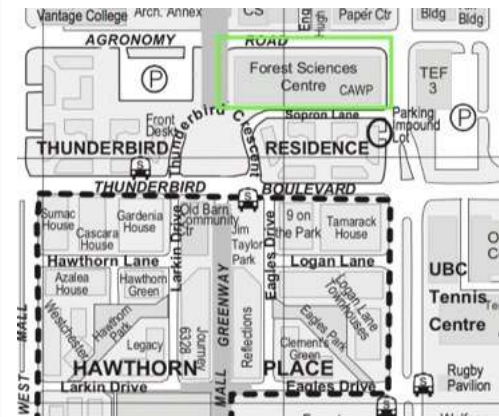 Vantage College
Arch. Annex
CS
Eng
Hugh
Paper Ctr
Bldg
Bldg
AGRONOMY ROAD
Forest Sciences
Centre
CAWP
TEF
3
P
P
Front
Desk
Thunderbird Crescent
Sopron Lane
Parking
Impound
Lot
THUNDERBIRD RESIDENCE
THUNDERBIRD BOULEVARD
Sumac
House
Cascara
House
Gardenia
House
Larkin Drive
Old Barn
Community
Ctr
Jim
Taylor
Park
Eagles Drive
9 on
the Park
Tamarack
House
Hawthorn Lane
Logan Lane
UBC
Tennis
Centre
Azalea
House
Hawthorn
Green
Westchester
Hawthorn
Park
Legacy
6328
Journey
GREENWAY
MALL
Reflections
Logan Lane
Townhouses
Eagles Park
Clement's
Green
HAWTHORN PLACE
Larkin Drive
Eagles Drive
WEST MALL
Rugby
Pavilion